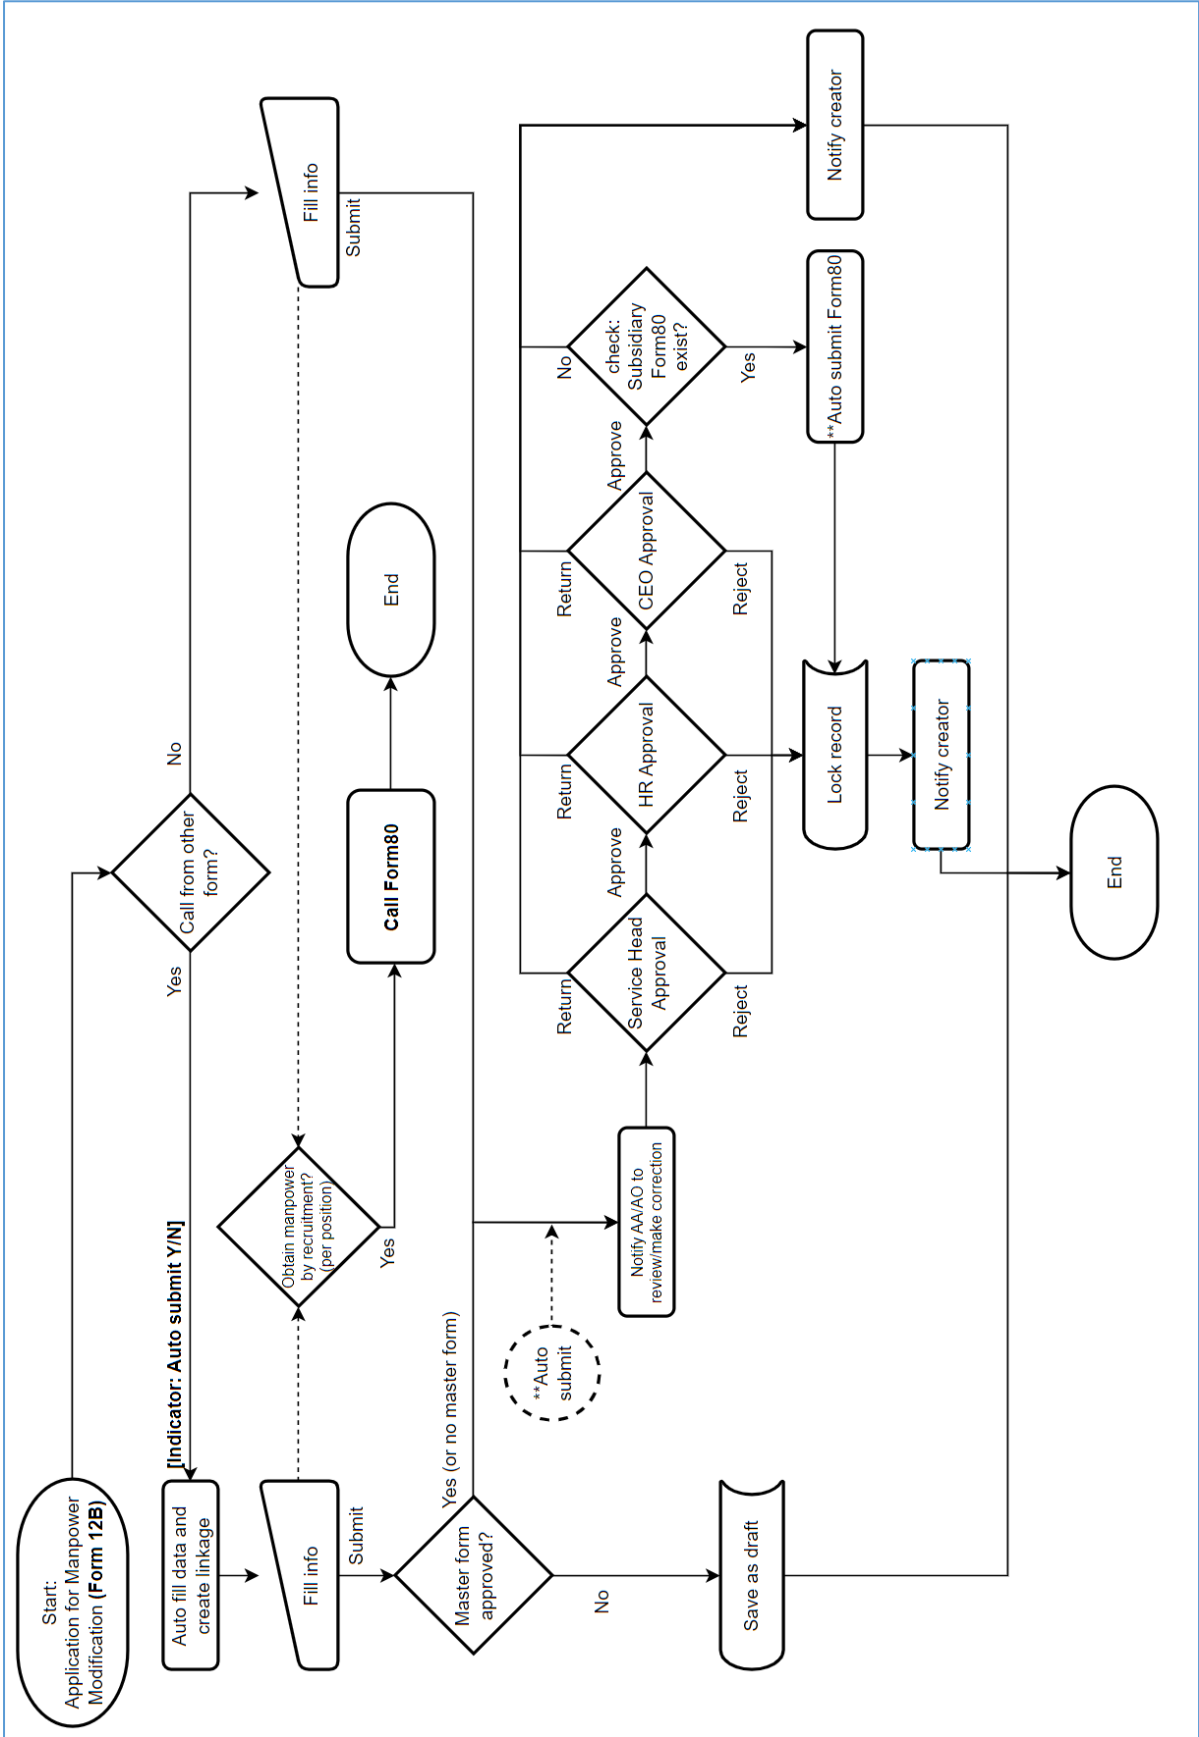 Start:
Application for Manpower
Modification (Form 12B)
Call from other
form?
Yes
No
[Indicator: Auto submit Y/N]
Auto fill data and
create linkage
Fill info
Submit
Fill info
Submit
Obtain manpower
by recruitment?
(per position)
Yes
Call Form80
End
Master form
approved?
Yes (or no master form)
No
Save as draft
**Auto
submit
Notify AA/AO to
review/make correction
Service Head
Approval
Return
Reject
Approve
HR Approval
Return
Reject
Approve
CEO Approval
Return
Reject
Approve
check:
Subsidiary
Form80
exist?
No
Yes
**Auto submit Form80
Notify creator
Lock record
Notify creator
End